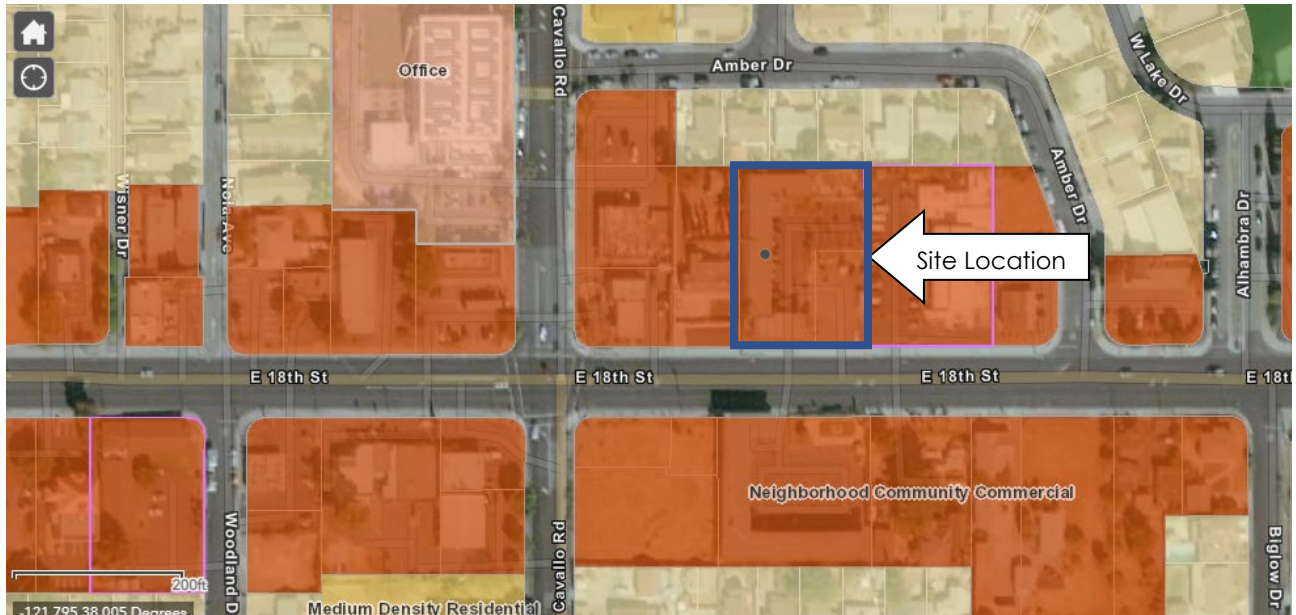 Cavallo Rd
Office
Amber Dr
W Lake Dr
Wisner Dr
Noia Ave
Amber Dr
Alhambra Dr
Site Location
E 18th St
E 18th St
E 18th St
E 18t
Neighborhood Community Commercial
Woodland D
Cavallo Rd
Biglow Dr
200ft
-121.795 38.005 Degrees
Medium Density Residential